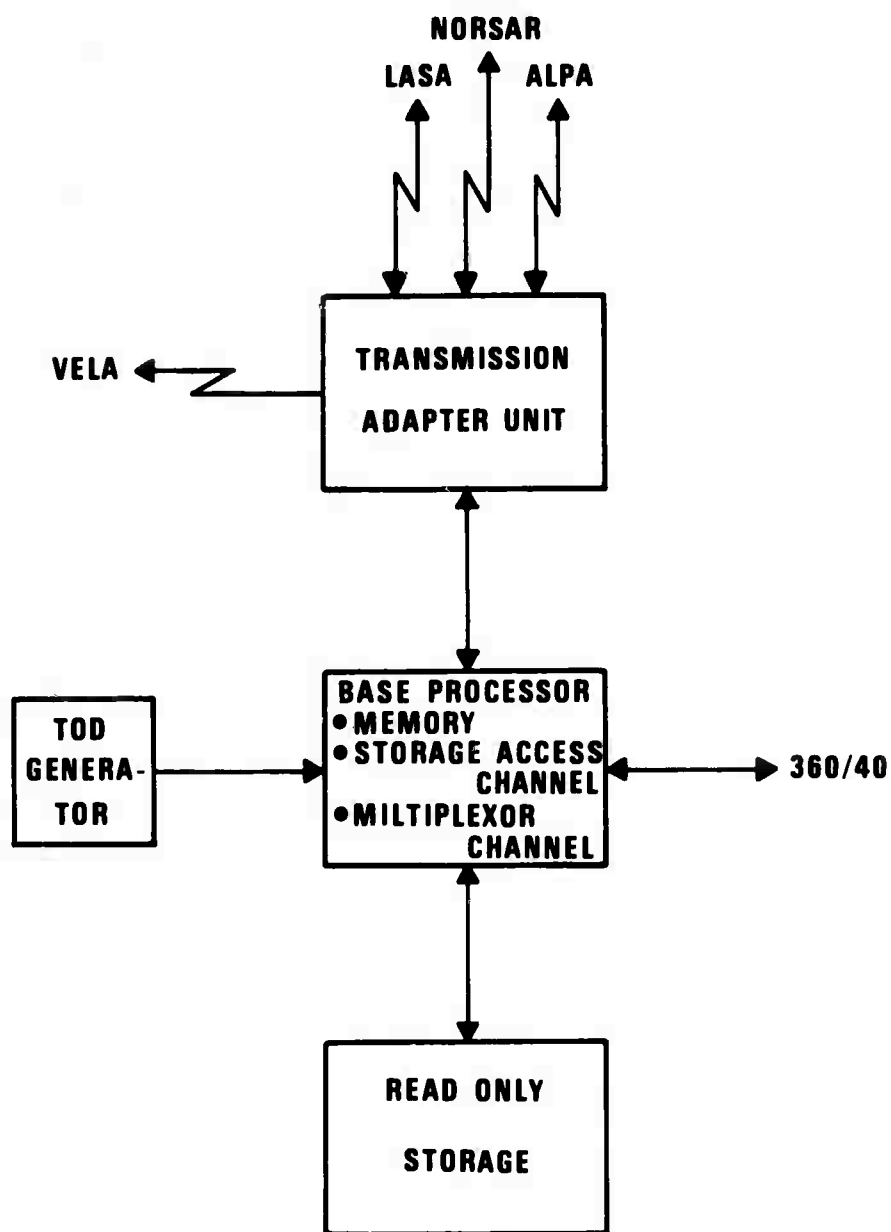 NORSAR
LASA
ALPA
TRANSMISSION
ADAPTER UNIT
VELA
BASE PROCESSOR
•MEMORY
•STORAGE ACCESS
CHANNEL
•MILTIPLEXOR
CHANNEL
TOD
GENERA-
TOR
360/40
READ ONLY
STORAGE